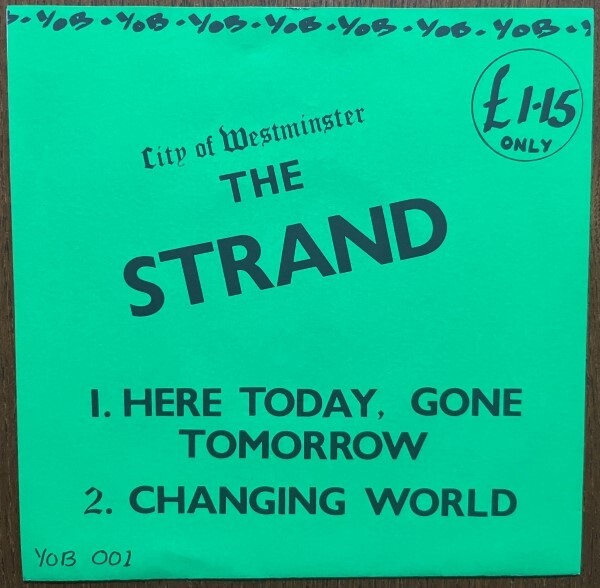 YOB • YOB • YOB • YOB • YOB • YOB • YOB •
£1·15
ONLY
City of Westminster
THE
STRAND
1. HERE TODAY, GONE
TOMORROW
2. CHANGING WORLD
YOB 001